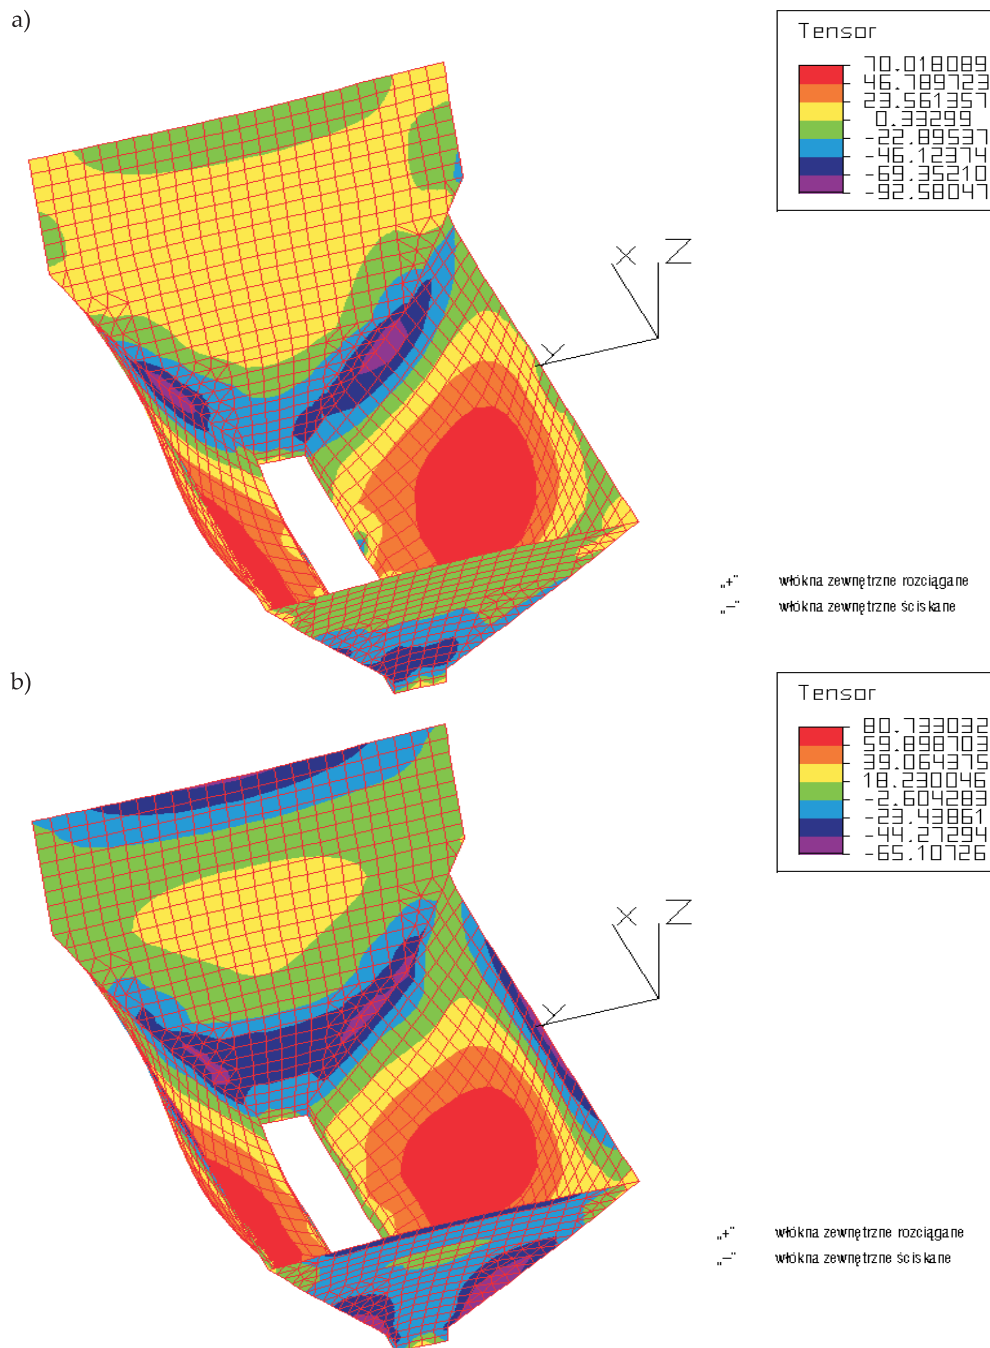 a)
Tensor
70.018089
46.789723
23.561357
0.33299
-22.89537
-46.12374
-69.35210
-92.58047
X
Z
Y
„+” włókna zewnętrzne rozciągane
„−” włókna zewnętrzne ściskane
b)
Tensor
80.733032
59.898703
39.064375
18.230046
-2.604283
-23.43861
-44.27294
-65.10726
X
Z
Y
„+” włókna zewnętrzne rozciągane
„−” włókna zewnętrzne ściskane